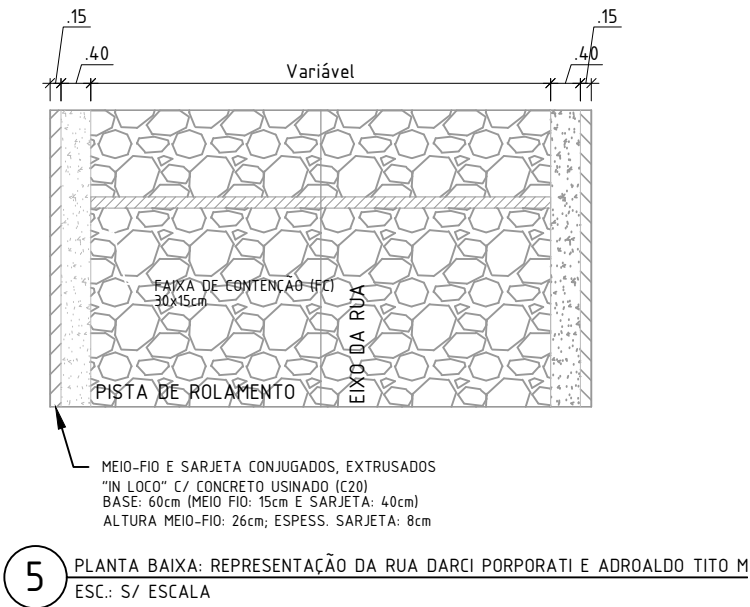 .15
.15
.40
.40
Variável
FAIXA DE CONTENÇÃO (FC)
30x15cm
EIXO DA RUA
PISTA DE ROLAMENTO
MEIO-FIO E SARJETA CONJUGADOS, EXTRUSADOS
"IN LOCO" C/ CONCRETO USINADO (C20)
BASE: 60cm (MEIO FIO: 15cm E SARJETA: 40cm)
ALTURA MEIO-FIO: 26cm; ESPESS. SARJETA: 8cm
5
PLANTA BAIXA: REPRESENTAÇÃO DA RUA DARCI PORPORATI E ADROALDO TITO M
ESC.: S/ ESCALA